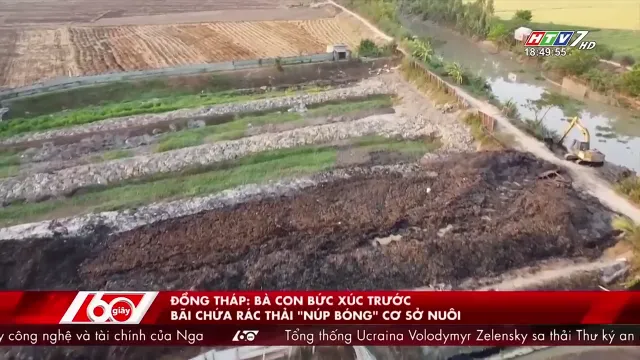 HTV7 HD
18:49:55
60 giây
ĐỒNG THÁP: BÀ CON BỨC XÚC TRƯỚC
BÃI CHỨA RÁC THẢI "NÚP BÓNG" CƠ SỞ NUÔI
ây công nghệ và tài chính của Nga HTV Tổng thống Ucraina Volodymyr Zelensky sa thải Thư ký an